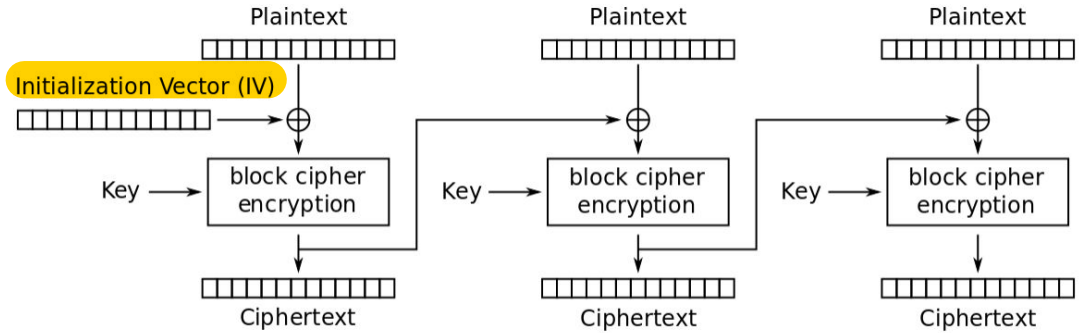 Plaintext
Plaintext
Plaintext
Initialization Vector (IV)
Key
block cipher
encryption
Key
block cipher
encryption
Key
block cipher
encryption
Ciphertext
Ciphertext
Ciphertext